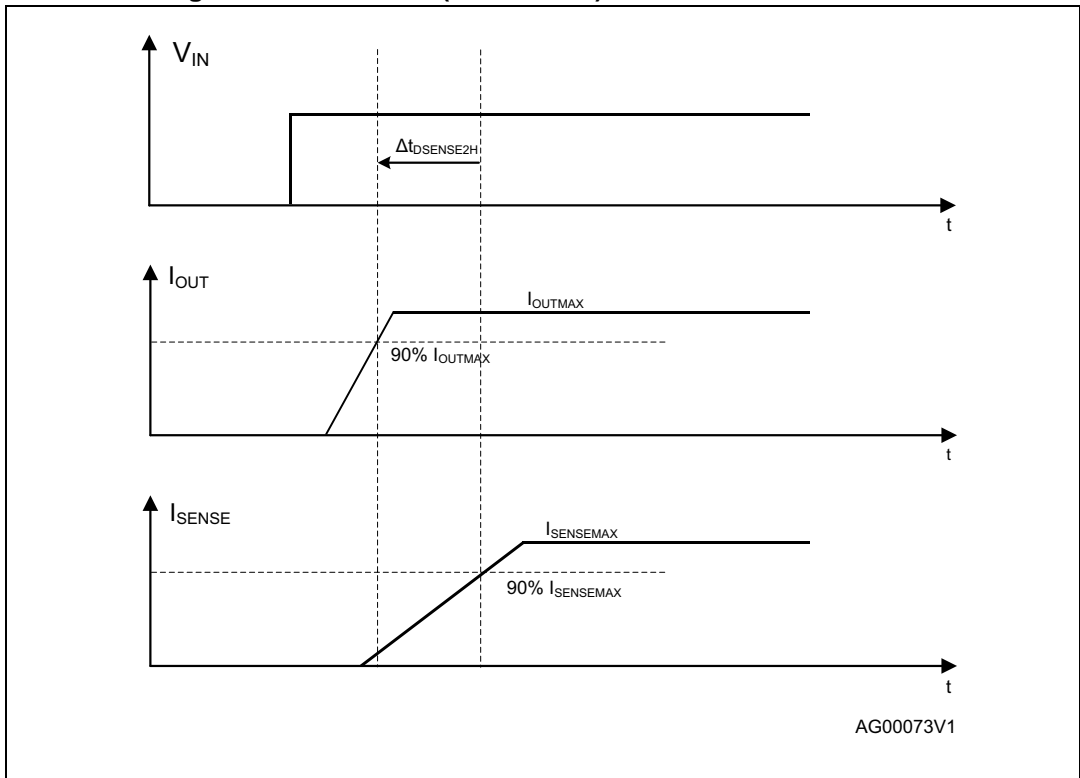 V_IN
Δt_DSENSE2H
t
I_OUT
I_OUTMAX
90% I_OUTMAX
t
I_SENSE
I_SENSEMAX
90% I_SENSEMAX
t
AG00073V1